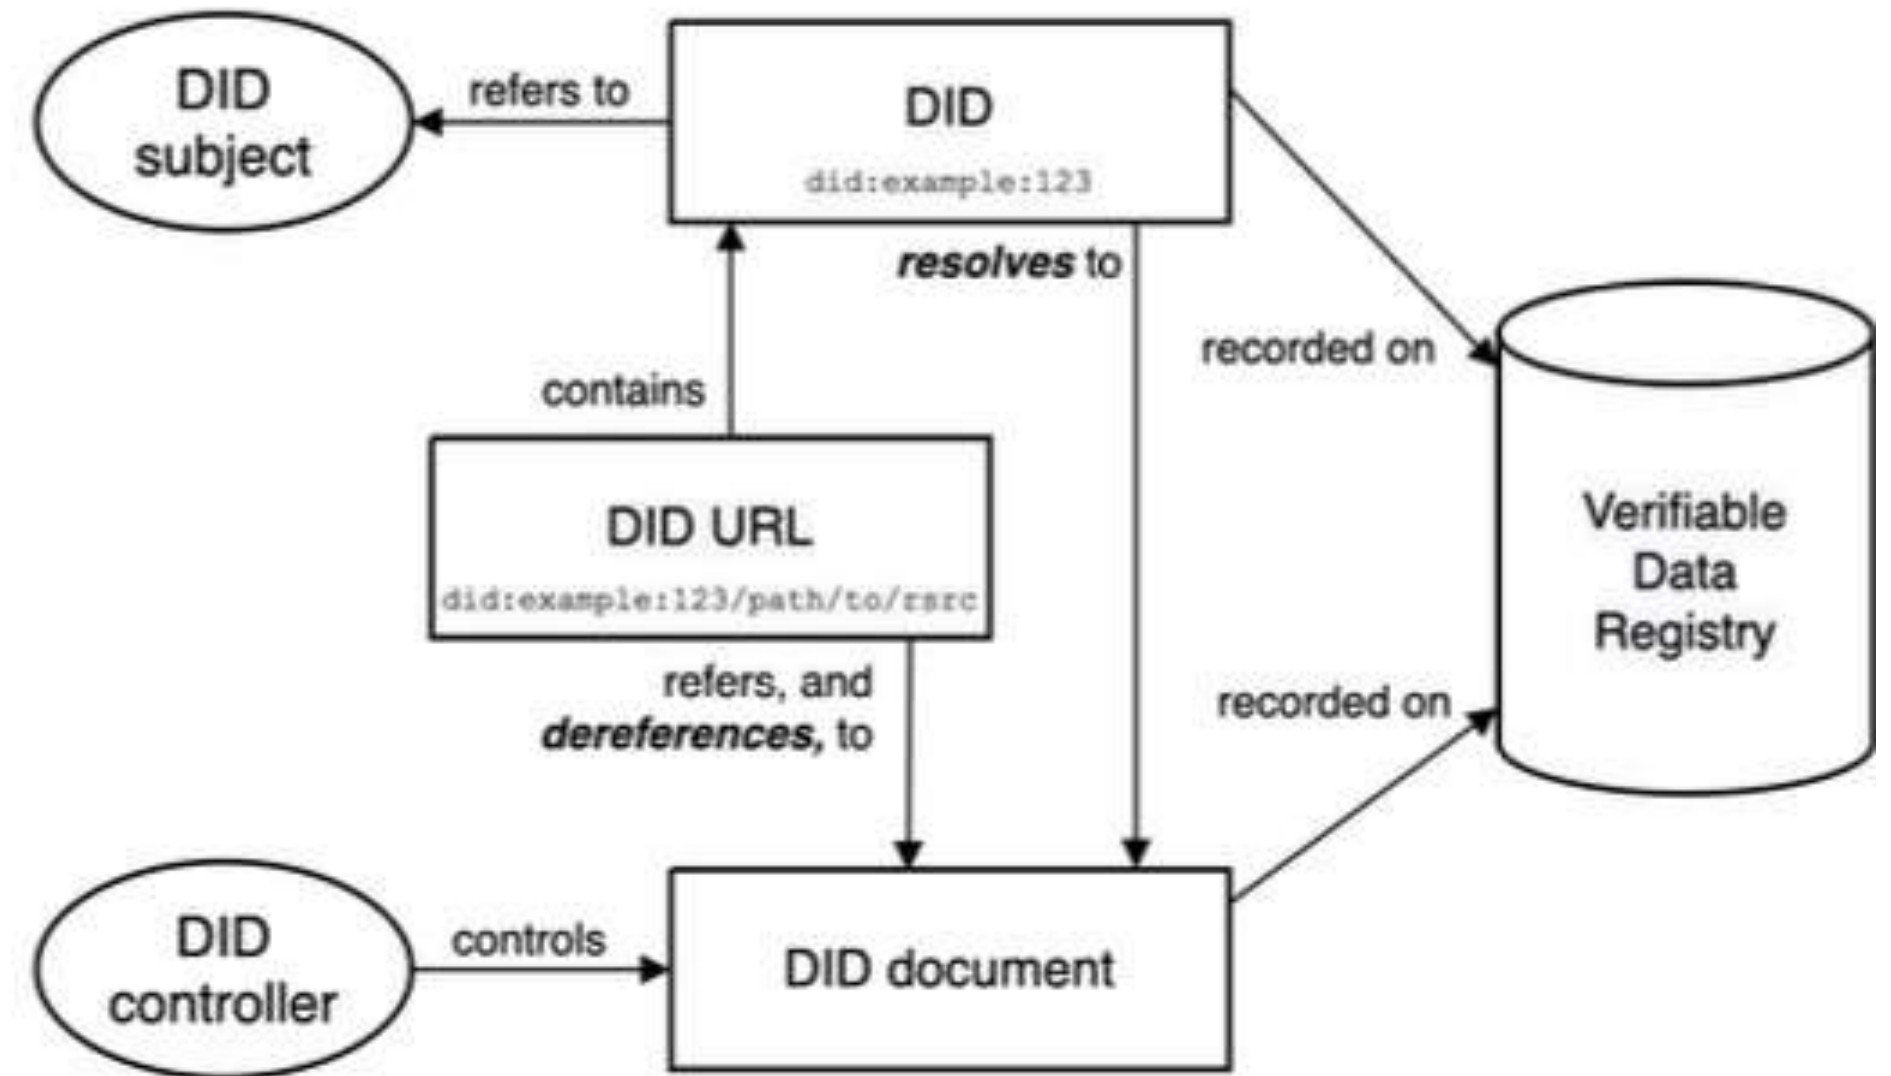 DID
subject
refers to
DID
did:example:123
resolves to
recorded on
contains
DID URL
did:example:123/path/to/rsrc
Verifiable
Data
Registry
refers, and
dereferences, to
recorded on
DID
controller
controls
DID document